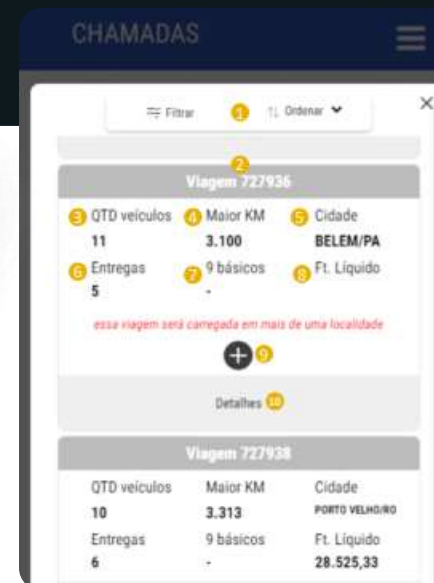 CHAMADAS
Filtrar 1 Ordenar
2
Viagem 727936
3 QTD veículos 4 Maior KM 5 Cidade
11 3.100 BELEM/PA
6 Entregas 7 9 básicos 8 Ft. Líquido
5 -
essa viagem será carregada em mais de uma localidade
+ 9
Detalhes 10
Viagem 727938
QTD veículos Maior KM Cidade
10 3.313 PORTO VELHO/RO
Entregas 9 básicos Ft. Líquido
6 - 28.525,33